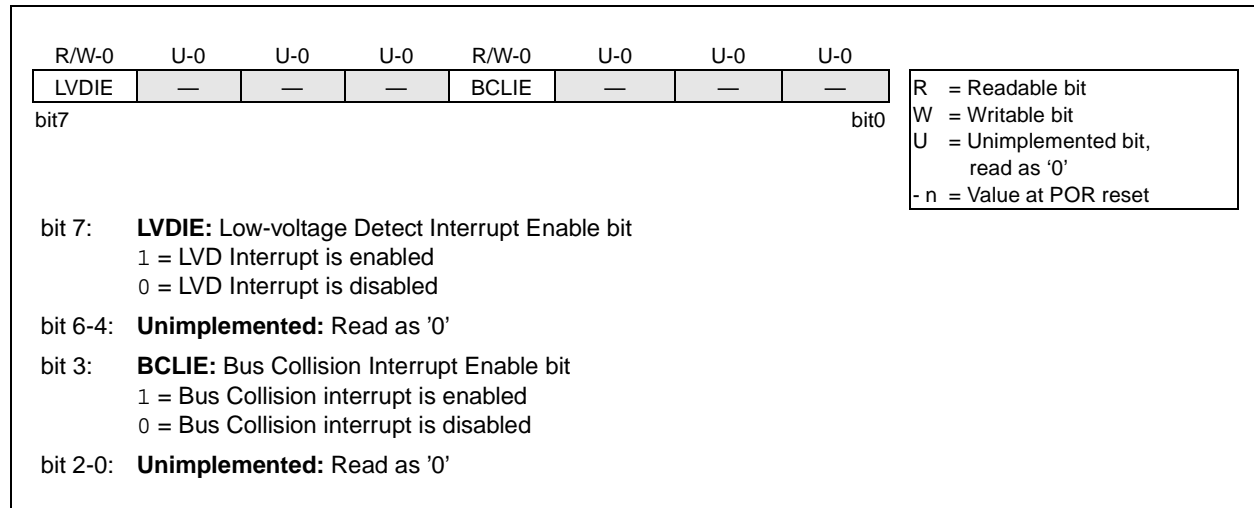 R/W-0 U-0 U-0 U-0 R/W-0 U-0 U-0 U-0
LVDIE — — — BCLIE — — —
bit7 bit0
R = Readable bit
W = Writable bit
U = Unimplemented bit,
read as ‘0’
- n = Value at POR reset
bit 7: LVDIE: Low-voltage Detect Interrupt Enable bit
1 = LVD Interrupt is enabled
0 = LVD Interrupt is disabled
bit 6-4: Unimplemented: Read as '0'
bit 3: BCLIE: Bus Collision Interrupt Enable bit
1 = Bus Collision interrupt is enabled
0 = Bus Collision interrupt is disabled
bit 2-0: Unimplemented: Read as '0'